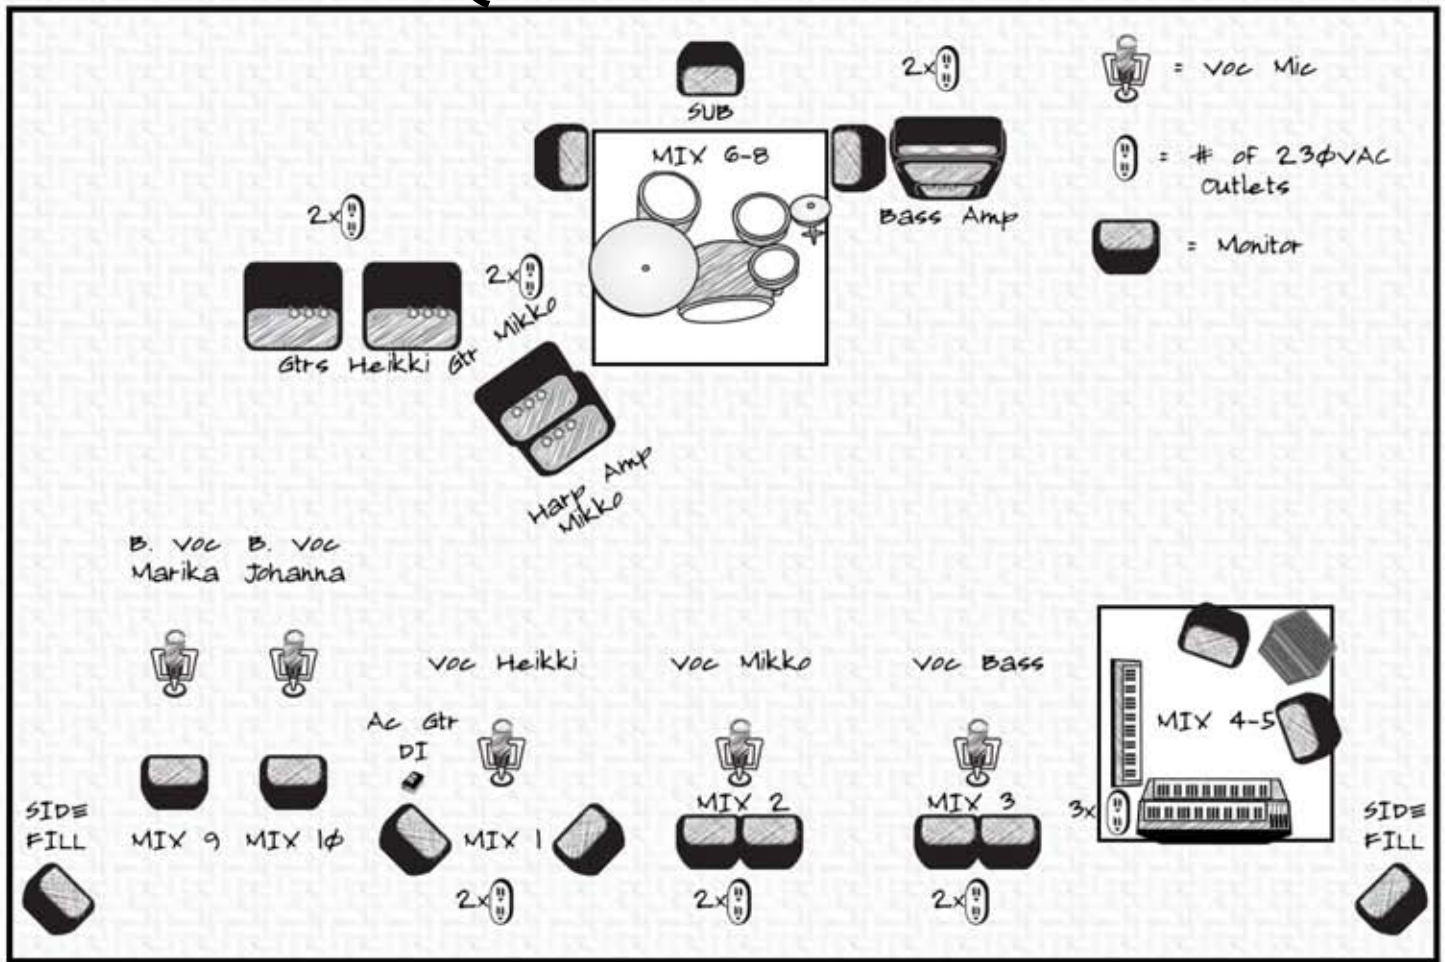 SUB
2x
= Voc Mic
MIX 6-8
= # of 230VAC
Outlets
Bass Amp
2x
= Monitor
2x
Mikko
Gtrs Heikki Gtr
Harp Amp
Mikko
B. Voc
Marika
B. Voc
Johanna
Voc Heikki
Voc Mikko
Voc Bass
Ac Gtr
DI
MIX 4-5
SIDE
FILL
MIX 9
MIX 10
MIX 1
MIX 2
MIX 3
3x
SIDE
FILL
2x
2x
2x